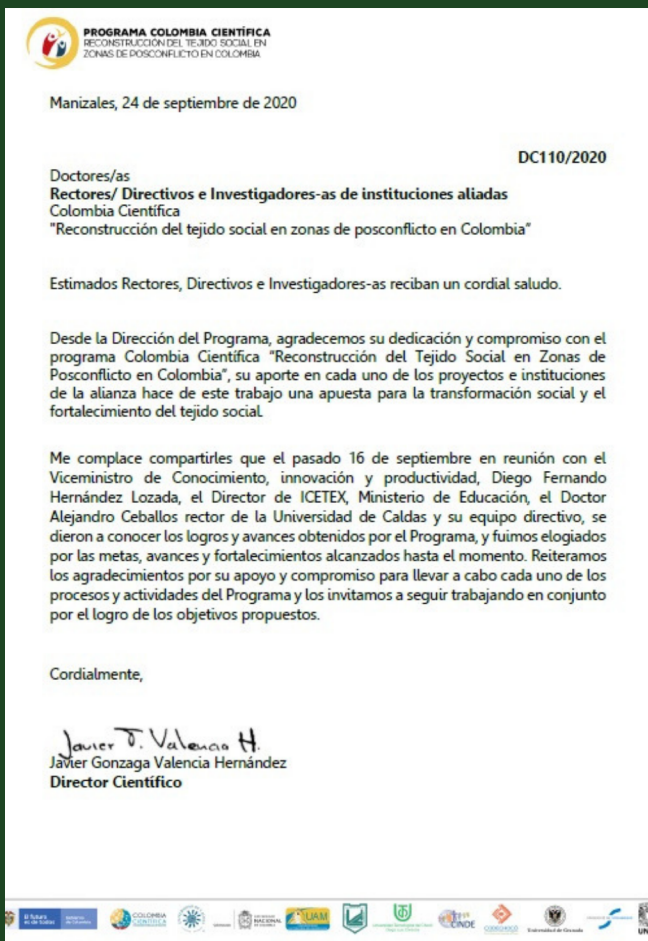 PROGRAMA COLOMBIA CIENTÍFICA
RECONSTRUCCIÓN DEL TEJIDO SOCIAL EN
ZONAS DE POSCONFLICTO EN COLOMBIA
Manizales, 24 de septiembre de 2020
DC110/2020
Doctores/as
Rectores/ Directivos e Investigadores-as de instituciones aliadas
Colombia Científica
"Reconstrucción del tejido social en zonas de posconflicto en Colombia"
Estimados Rectores, Directivos e Investigadores-as reciban un cordial saludo.
Desde la Dirección del Programa, agradecemos su dedicación y compromiso con el
programa Colombia Científica "Reconstrucción del Tejido Social en Zonas de
Posconflicto en Colombia", su aporte en cada uno de los proyectos e instituciones
de la alianza hace de este trabajo una apuesta para la transformación social y el
fortalecimiento del tejido social.
Me complace compartirles que el pasado 16 de septiembre en reunión con el
Viceministro de Conocimiento, innovación y productividad, Diego Fernando
Hernández Lozada, el Director de ICETEX, Ministerio de Educación, el Doctor
Alejandro Ceballos rector de la Universidad de Caldas y su equipo directivo, se
dieron a conocer los logros y avances obtenidos por el Programa, y fuimos elogiados
por las metas, avances y fortalecimientos alcanzados hasta el momento. Reiteramos
los agradecimientos por su apoyo y compromiso para llevar a cabo cada uno de los
procesos y actividades del Programa y los invitamos a seguir trabajando en conjunto
por el logro de los objetivos propuestos.
Cordialmente,
Javier Valencia H.
Javier Gonzaga Valencia Hernández
Director Científico
COLOMBIA CIENTÍFICA
NACIONAL
UAM
CINDE
Universidad de Granada